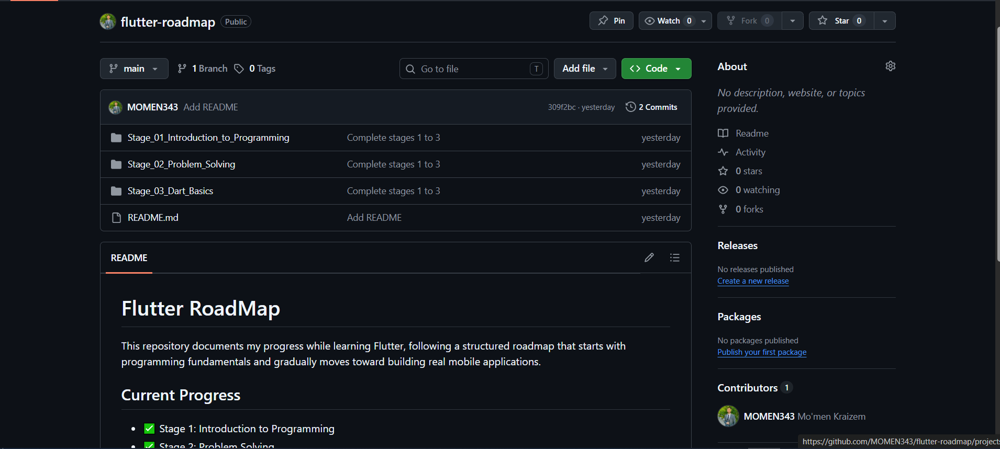 flutter-roadmap Public
Pin
Watch 0
Fork 0
Star 0
main
1 Branch
0 Tags
Go to file T
Add file
Code
MOMEN343 Add README 309f2bc · yesterday 2 Commits
Stage_01_Introduction_to_Programming Complete stages 1 to 3 yesterday
Stage_02_Problem_Solving Complete stages 1 to 3 yesterday
Stage_03_Dart_Basics Complete stages 1 to 3 yesterday
README.md Add README yesterday
README
Flutter RoadMap
This repository documents my progress while learning Flutter, following a structured roadmap that starts with
programming fundamentals and gradually moves toward building real mobile applications.
Current Progress
✅ Stage 1: Introduction to Programming
✅ Stage 2: Problem Solving
About
No description, website, or topics
provided.
Readme
Activity
0 stars
0 watching
0 forks
Releases
No releases published
Create a new release
Packages
No packages published
Publish your first package
Contributors 1
MOMEN343 Mo'men Kraizem
https://github.com/MOMEN343/flutter-roadmap/projects